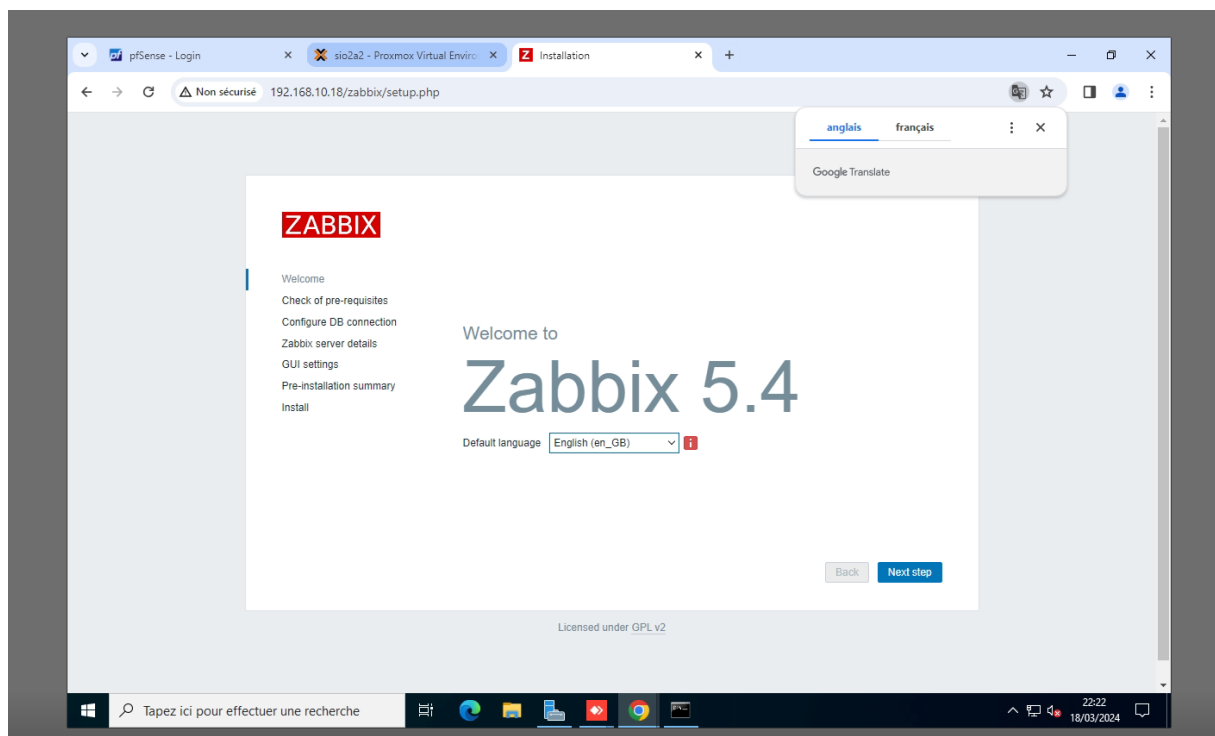 pfSense - Login
sio2a2 - Proxmox Virtual Enviro
Z Installation
Non sécurisé 192.168.10.18/zabbix/setup.php
anglais français
Google Translate
ZABBIX
Welcome
Check of pre-requisites
Configure DB connection
Zabbix server details
GUI settings
Pre-installation summary
Install
Welcome to
Zabbix 5.4
Default language English (en_GB) i
Back Next step
Licensed under GPL v2
Tapez ici pour effectuer une recherche
22:22
18/03/2024